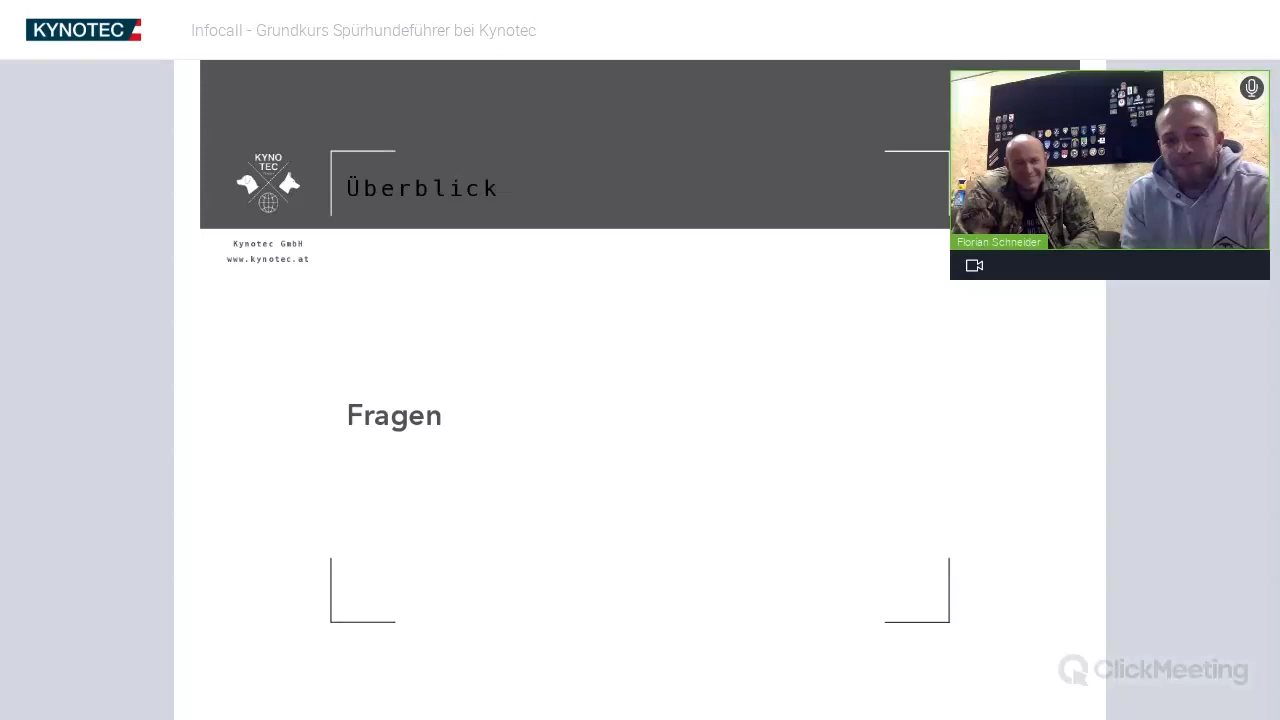 KYNOTEC
Infocall - Grundkurs Spürhundeführer bei Kynotec
KYNO
TEC
Überblick
Kynotec GmbH
www.kynotec.at
Florian Schneider
Fragen
ClickMeeting